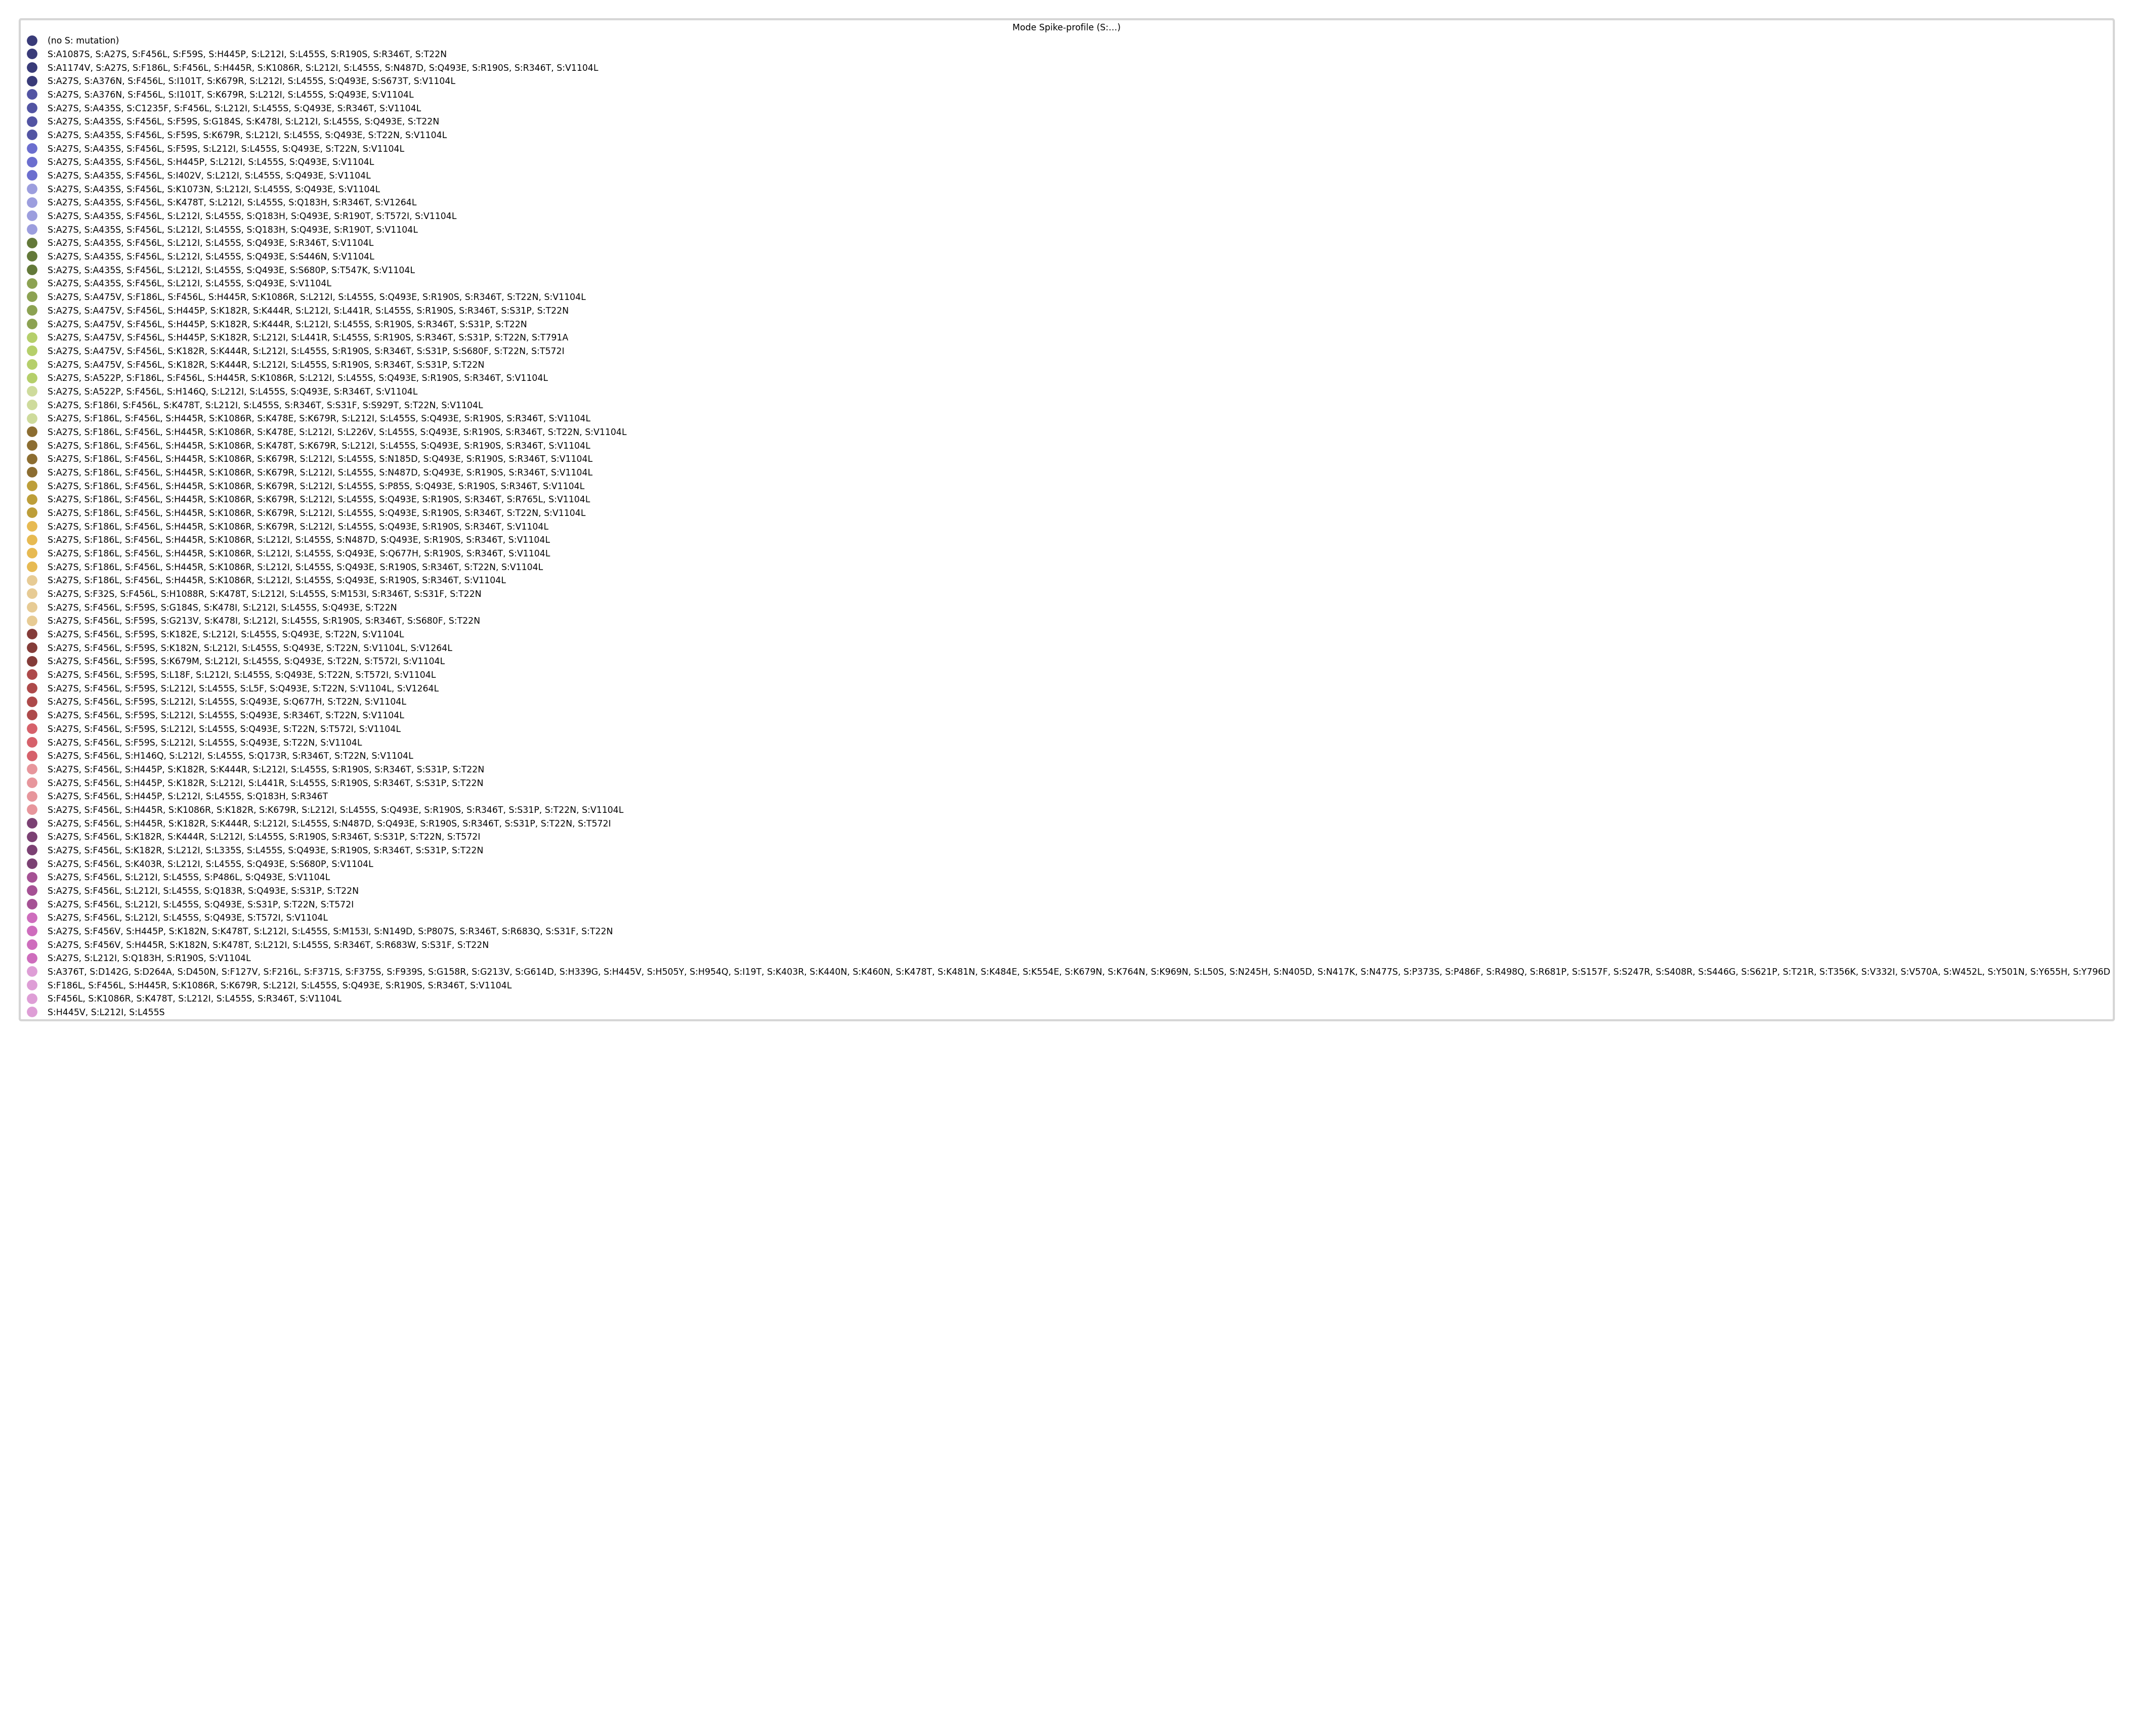 Mode Spike-profile (S:...)
(no S: mutation)
S:A1087S, S:A27S, S:F456L, S:F59S, S:H445P, S:L212I, S:L455S, S:R190S, S:R346T, S:T22N
S:A1174V, S:A27S, S:F186L, S:F456L, S:H445R, S:K1086R, S:L212I, S:L455S, S:N487D, S:Q493E, S:R190S, S:R346T, S:V1104L
S:A27S, S:A376N, S:F456L, S:I101T, S:K679R, S:L212I, S:L455S, S:Q493E, S:S673T, S:V1104L
S:A27S, S:A376N, S:F456L, S:I101T, S:K679R, S:L212I, S:L455S, S:Q493E, S:V1104L
S:A27S, S:A435S, S:C1235F, S:F456L, S:L212I, S:L455S, S:Q493E, S:R346T, S:V1104L
S:A27S, S:A435S, S:F456L, S:F59S, S:G184S, S:K478I, S:L212I, S:L455S, S:Q493E, S:T22N
S:A27S, S:A435S, S:F456L, S:F59S, S:K679R, S:L212I, S:L455S, S:Q493E, S:T22N, S:V1104L
S:A27S, S:A435S, S:F456L, S:F59S, S:L212I, S:L455S, S:Q493E, S:T22N, S:V1104L
S:A27S, S:A435S, S:F456L, S:H445P, S:L212I, S:L455S, S:Q493E, S:V1104L
S:A27S, S:A435S, S:F456L, S:I402V, S:L212I, S:L455S, S:Q493E, S:V1104L
S:A27S, S:A435S, S:F456L, S:K1073N, S:L212I, S:L455S, S:Q493E, S:V1104L
S:A27S, S:A435S, S:F456L, S:K478T, S:L212I, S:L455S, S:Q183H, S:R346T, S:V1264L
S:A27S, S:A435S, S:F456L, S:L212I, S:L455S, S:Q183H, S:Q493E, S:R190T, S:T572I, S:V1104L
S:A27S, S:A435S, S:F456L, S:L212I, S:L455S, S:Q183H, S:Q493E, S:R190T, S:V1104L
S:A27S, S:A435S, S:F456L, S:L212I, S:L455S, S:Q493E, S:R346T, S:V1104L
S:A27S, S:A435S, S:F456L, S:L212I, S:L455S, S:Q493E, S:S446N, S:V1104L
S:A27S, S:A435S, S:F456L, S:L212I, S:L455S, S:Q493E, S:S680P, S:T547K, S:V1104L
S:A27S, S:A435S, S:F456L, S:L212I, S:L455S, S:Q493E, S:V1104L
S:A27S, S:A475V, S:F186L, S:F456L, S:H445R, S:K1086R, S:L212I, S:L455S, S:Q493E, S:R190S, S:R346T, S:T22N, S:V1104L
S:A27S, S:A475V, S:F456L, S:H445P, S:K182R, S:K444R, S:L212I, S:L441R, S:L455S, S:R190S, S:R346T, S:S31P, S:T22N
S:A27S, S:A475V, S:F456L, S:H445P, S:K182R, S:K444R, S:L212I, S:L455S, S:R190S, S:R346T, S:S31P, S:T22N
S:A27S, S:A475V, S:F456L, S:H445P, S:K182R, S:L212I, S:L441R, S:L455S, S:R190S, S:R346T, S:S31P, S:T22N, S:T791A
S:A27S, S:A475V, S:F456L, S:K182R, S:K444R, S:L212I, S:L455S, S:R190S, S:R346T, S:S31P, S:S680F, S:T22N, S:T572I
S:A27S, S:A475V, S:F456L, S:K182R, S:K444R, S:L212I, S:L455S, S:R190S, S:R346T, S:S31P, S:T22N
S:A27S, S:A522P, S:F186L, S:F456L, S:H445R, S:K1086R, S:L212I, S:L455S, S:Q493E, S:R190S, S:R346T, S:V1104L
S:A27S, S:A522P, S:F456L, S:H146Q, S:L212I, S:L455S, S:Q493E, S:R346T, S:V1104L
S:A27S, S:F186I, S:F456L, S:K478T, S:L212I, S:L455S, S:R346T, S:S31F, S:S929T, S:T22N, S:V1104L
S:A27S, S:F186L, S:F456L, S:H445R, S:K1086R, S:K478E, S:K679R, S:L212I, S:L455S, S:Q493E, S:R190S, S:R346T, S:V1104L
S:A27S, S:F186L, S:F456L, S:H445R, S:K1086R, S:K478E, S:L212I, S:L226V, S:L455S, S:Q493E, S:R190S, S:R346T, S:T22N, S:V1104L
S:A27S, S:F186L, S:F456L, S:H445R, S:K1086R, S:K478T, S:K679R, S:L212I, S:L455S, S:Q493E, S:R190S, S:R346T, S:V1104L
S:A27S, S:F186L, S:F456L, S:H445R, S:K1086R, S:K679R, S:L212I, S:L455S, S:N185D, S:Q493E, S:R190S, S:R346T, S:V1104L
S:A27S, S:F186L, S:F456L, S:H445R, S:K1086R, S:K679R, S:L212I, S:L455S, S:N487D, S:Q493E, S:R190S, S:R346T, S:V1104L
S:A27S, S:F186L, S:F456L, S:H445R, S:K1086R, S:K679R, S:L212I, S:L455S, S:P85S, S:Q493E, S:R190S, S:R346T, S:V1104L
S:A27S, S:F186L, S:F456L, S:H445R, S:K1086R, S:K679R, S:L212I, S:L455S, S:Q493E, S:R190S, S:R346T, S:R765L, S:V1104L
S:A27S, S:F186L, S:F456L, S:H445R, S:K1086R, S:K679R, S:L212I, S:L455S, S:Q493E, S:R190S, S:R346T, S:T22N, S:V1104L
S:A27S, S:F186L, S:F456L, S:H445R, S:K1086R, S:K679R, S:L212I, S:L455S, S:Q493E, S:R190S, S:R346T, S:V1104L
S:A27S, S:F186L, S:F456L, S:H445R, S:K1086R, S:L212I, S:L455S, S:N487D, S:Q493E, S:R190S, S:R346T, S:V1104L
S:A27S, S:F186L, S:F456L, S:H445R, S:K1086R, S:L212I, S:L455S, S:Q493E, S:Q677H, S:R190S, S:R346T, S:V1104L
S:A27S, S:F186L, S:F456L, S:H445R, S:K1086R, S:L212I, S:L455S, S:Q493E, S:R190S, S:R346T, S:T22N, S:V1104L
S:A27S, S:F186L, S:F456L, S:H445R, S:K1086R, S:L212I, S:L455S, S:Q493E, S:R190S, S:R346T, S:V1104L
S:A27S, S:F32S, S:F456L, S:H1088R, S:K478T, S:L212I, S:L455S, S:M153I, S:R346T, S:S31F, S:T22N
S:A27S, S:F456L, S:F59S, S:G184S, S:K478I, S:L212I, S:L455S, S:Q493E, S:T22N
S:A27S, S:F456L, S:F59S, S:G213V, S:K478I, S:L212I, S:L455S, S:R190S, S:R346T, S:S680F, S:T22N
S:A27S, S:F456L, S:F59S, S:K182E, S:L212I, S:L455S, S:Q493E, S:T22N, S:V1104L
S:A27S, S:F456L, S:F59S, S:K182N, S:L212I, S:L455S, S:Q493E, S:T22N, S:V1104L, S:V1264L
S:A27S, S:F456L, S:F59S, S:K679M, S:L212I, S:L455S, S:Q493E, S:T22N, S:T572I, S:V1104L
S:A27S, S:F456L, S:F59S, S:L18F, S:L212I, S:L455S, S:Q493E, S:T22N, S:T572I, S:V1104L
S:A27S, S:F456L, S:F59S, S:L212I, S:L455S, S:L5F, S:Q493E, S:T22N, S:V1104L, S:V1264L
S:A27S, S:F456L, S:F59S, S:L212I, S:L455S, S:Q493E, S:Q677H, S:T22N, S:V1104L
S:A27S, S:F456L, S:F59S, S:L212I, S:L455S, S:Q493E, S:R346T, S:T22N, S:V1104L
S:A27S, S:F456L, S:F59S, S:L212I, S:L455S, S:Q493E, S:T22N, S:T572I, S:V1104L
S:A27S, S:F456L, S:F59S, S:L212I, S:L455S, S:Q493E, S:T22N, S:V1104L
S:A27S, S:F456L, S:H146Q, S:L212I, S:L455S, S:Q173R, S:R346T, S:T22N, S:V1104L
S:A27S, S:F456L, S:H445P, S:K182R, S:K444R, S:L212I, S:L455S, S:R190S, S:R346T, S:S31P, S:T22N
S:A27S, S:F456L, S:H445P, S:K182R, S:L212I, S:L441R, S:L455S, S:R190S, S:R346T, S:S31P, S:T22N
S:A27S, S:F456L, S:H445P, S:L212I, S:L455S, S:Q183H, S:R346T
S:A27S, S:F456L, S:H445R, S:K1086R, S:K182R, S:K679R, S:L212I, S:L455S, S:Q493E, S:R190S, S:R346T, S:S31P, S:T22N, S:V1104L
S:A27S, S:F456L, S:H445R, S:K182R, S:K444R, S:L212I, S:L455S, S:N487D, S:Q493E, S:R190S, S:R346T, S:S31P, S:T22N, S:T572I
S:A27S, S:F456L, S:K182R, S:K444R, S:L212I, S:L455S, S:R190S, S:R346T, S:S31P, S:T22N, S:T572I
S:A27S, S:F456L, S:K182R, S:L212I, S:L335S, S:L455S, S:Q493E, S:R190S, S:R346T, S:S31P, S:T22N
S:A27S, S:F456L, S:K403R, S:L212I, S:L455S, S:Q493E, S:S680P, S:V1104L
S:A27S, S:F456L, S:L212I, S:L455S, S:P486L, S:Q493E, S:V1104L
S:A27S, S:F456L, S:L212I, S:L455S, S:Q183R, S:Q493E, S:S31P, S:T22N
S:A27S, S:F456L, S:L212I, S:L455S, S:Q493E, S:S31P, S:T22N, S:T572I
S:A27S, S:F456L, S:L212I, S:L455S, S:Q493E, S:T572I, S:V1104L
S:A27S, S:F456V, S:H445P, S:K182N, S:K478T, S:L212I, S:L455S, S:M153I, S:N149D, S:P807S, S:R346T, S:R683Q, S:S31F, S:T22N
S:A27S, S:F456V, S:H445R, S:K182N, S:K478T, S:L212I, S:L455S, S:R346T, S:R683W, S:S31F, S:T22N
S:A27S, S:L212I, S:Q183H, S:R190S, S:V1104L
S:A376T, S:D142G, S:D264A, S:D450N, S:F127V, S:F216L, S:F371S, S:F375S, S:F939S, S:G158R, S:G213V, S:G614D, S:H339G, S:H445V, S:H505Y, S:H954Q, S:I19T, S:K403R, S:K440N, S:K460N, S:K478T, S:K481N, S:K484E, S:K554E, S:K679N, S:K764N, S:K969N, S:L50S, S:N245H, S:N405D, S:N417K, S:N477S, S:P373S, S:P486F, S:R498Q, S:R681P, S:S157F, S:S247R, S:S408R, S:S446G, S:S621P, S:T21R, S:T356K, S:V332I, S:V570A, S:W452L, S:Y501N, S:Y655H, S:Y796D
S:F186L, S:F456L, S:H445R, S:K1086R, S:K679R, S:L212I, S:L455S, S:Q493E, S:R190S, S:R346T, S:V1104L
S:F456L, S:K1086R, S:K478T, S:L212I, S:L455S, S:R346T, S:V1104L
S:H445V, S:L212I, S:L455S